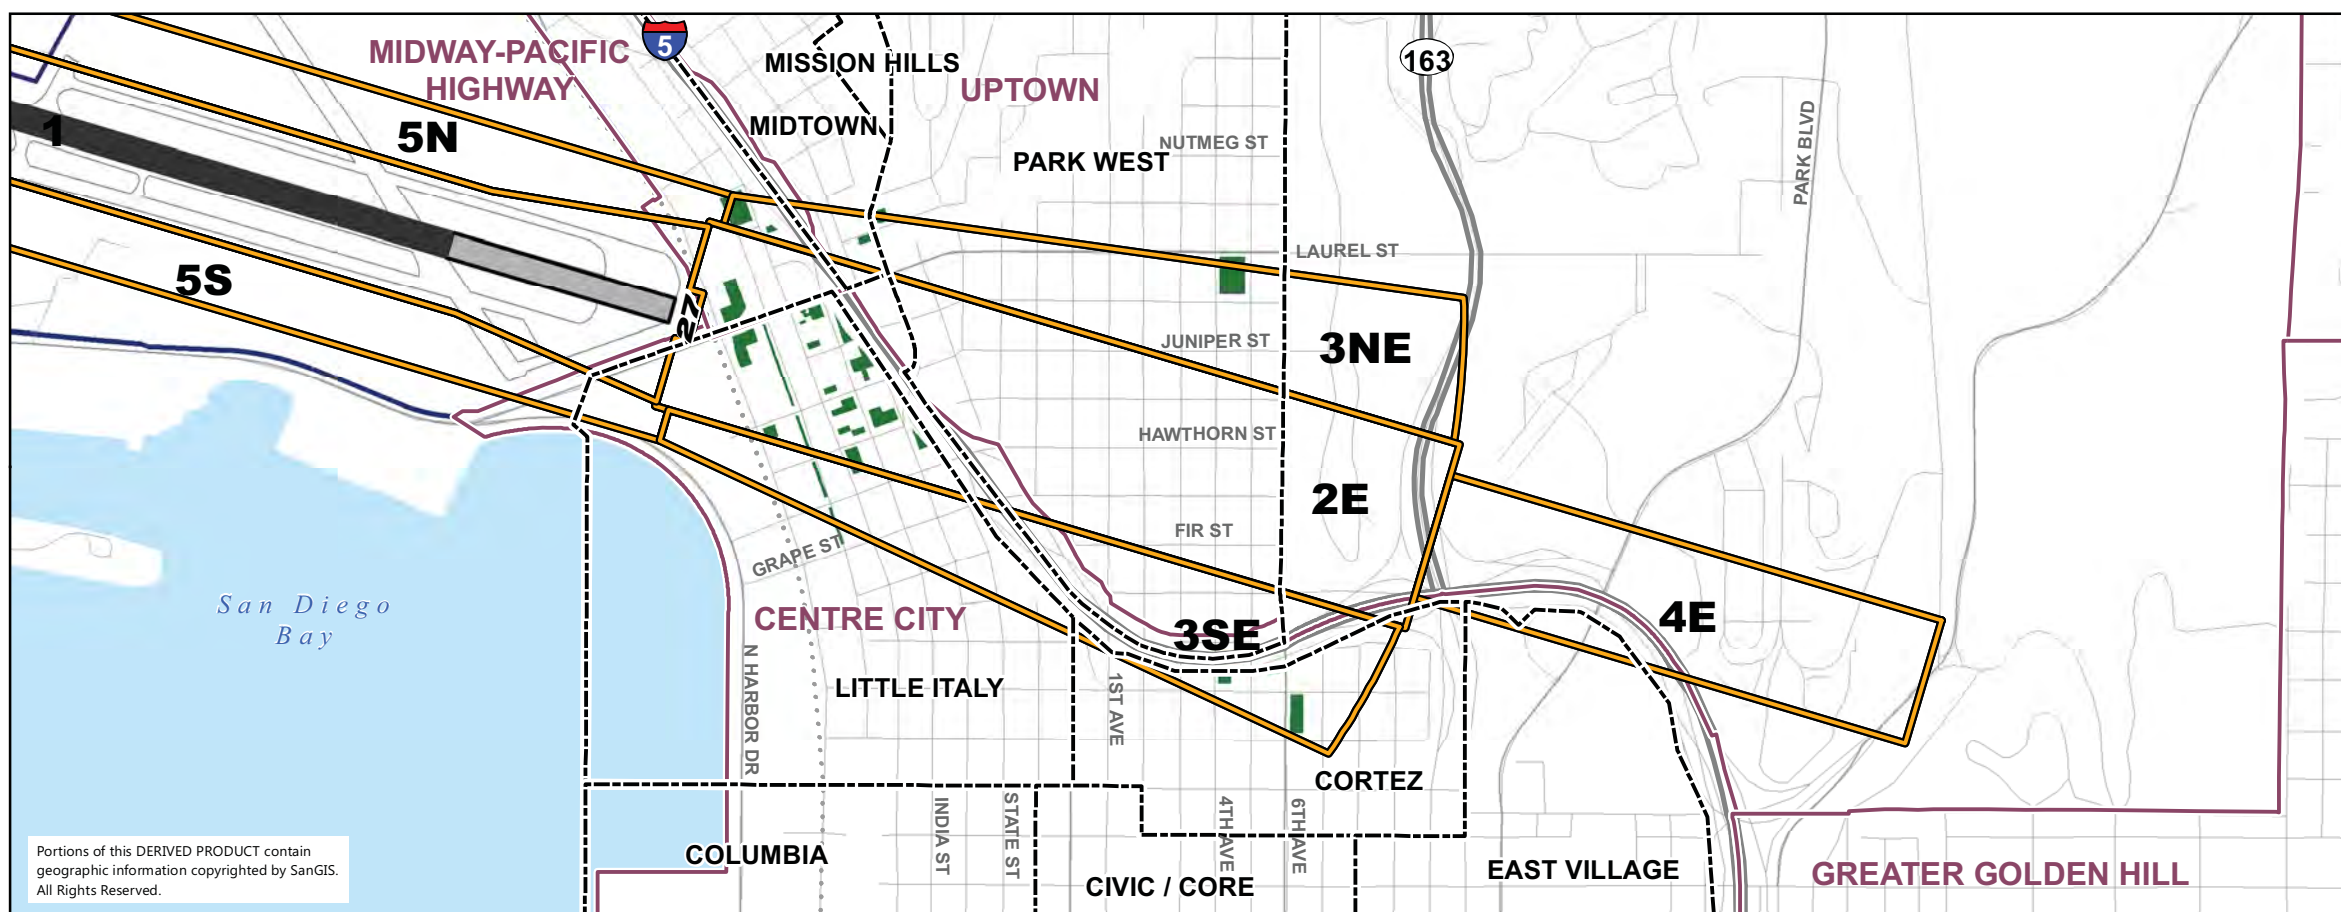 MIDWAY-PACIFIC
HIGHWAY
5
MISSION HILLS
UPTOWN
163
1
5N
MIDTOWN
NUTMEG ST
PARK WEST
PARK BLVD
5S
27
LAUREL ST
JUNIPER ST
3NE
HAWTHORN ST
2E
FIR ST
GRAPE ST
San Diego
Bay
CENTRE CITY
3SE
4E
N HARBOR DR
LITTLE ITALY
1ST AVE
CORTEZ
INDIA ST
STATE ST
4TH AVE
6TH AVE
COLUMBIA
CIVIC / CORE
EAST VILLAGE
GREATER GOLDEN HILL
Portions of this DERIVED PRODUCT contain
geographic information copyrighted by SanGIS.
All Rights Reserved.